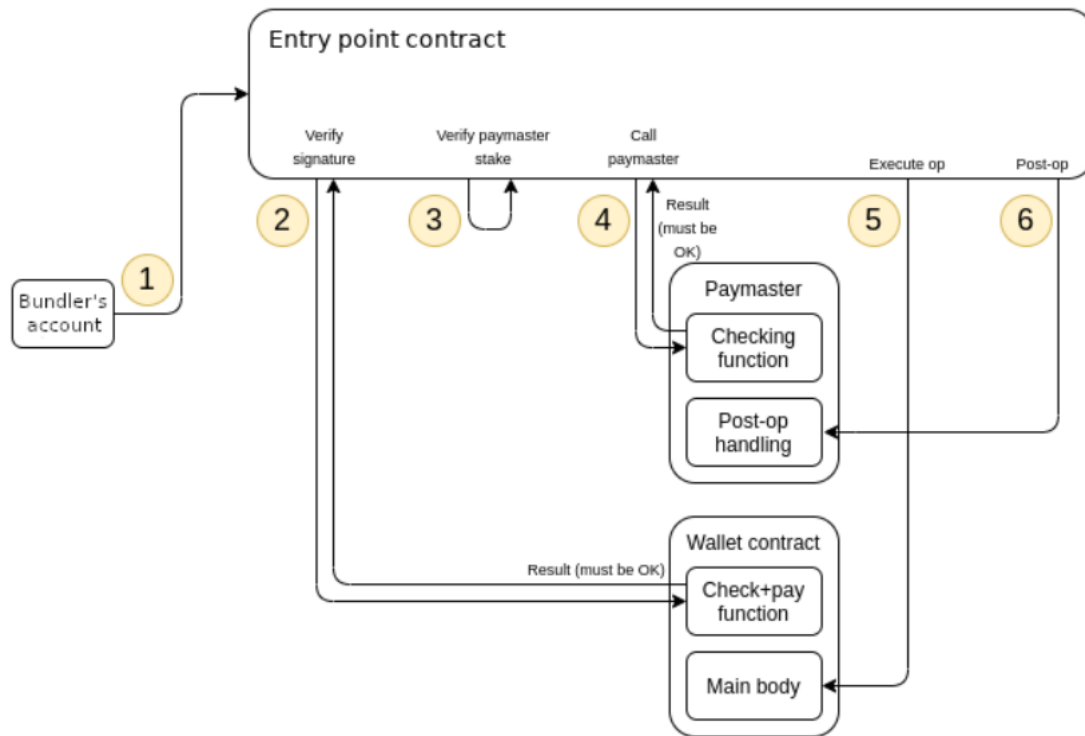 Entry point contract
Verify
signature
Verify paymaster
stake
Call
paymaster
Execute op
Post-op
2
3
4
5
6
Result
(must be
OK)
1
Bundler's
account
Paymaster
Checking
function
Post-op
handling
Wallet contract
Result (must be OK)
Check+pay
function
Main body